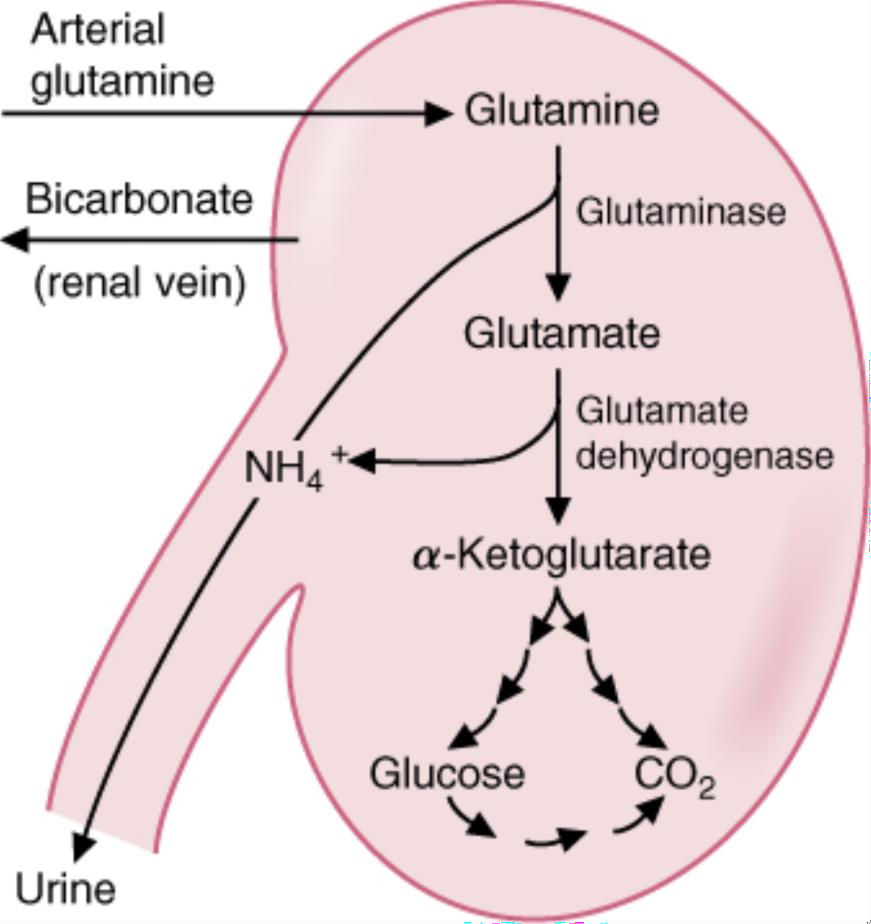 Arterial
glutamine
Glutamine
Bicarbonate
(renal vein)
Glutaminase
Glutamate
Glutamate
dehydrogenase
NH₄⁺
α-Ketoglutarate
Glucose
CO₂
Urine